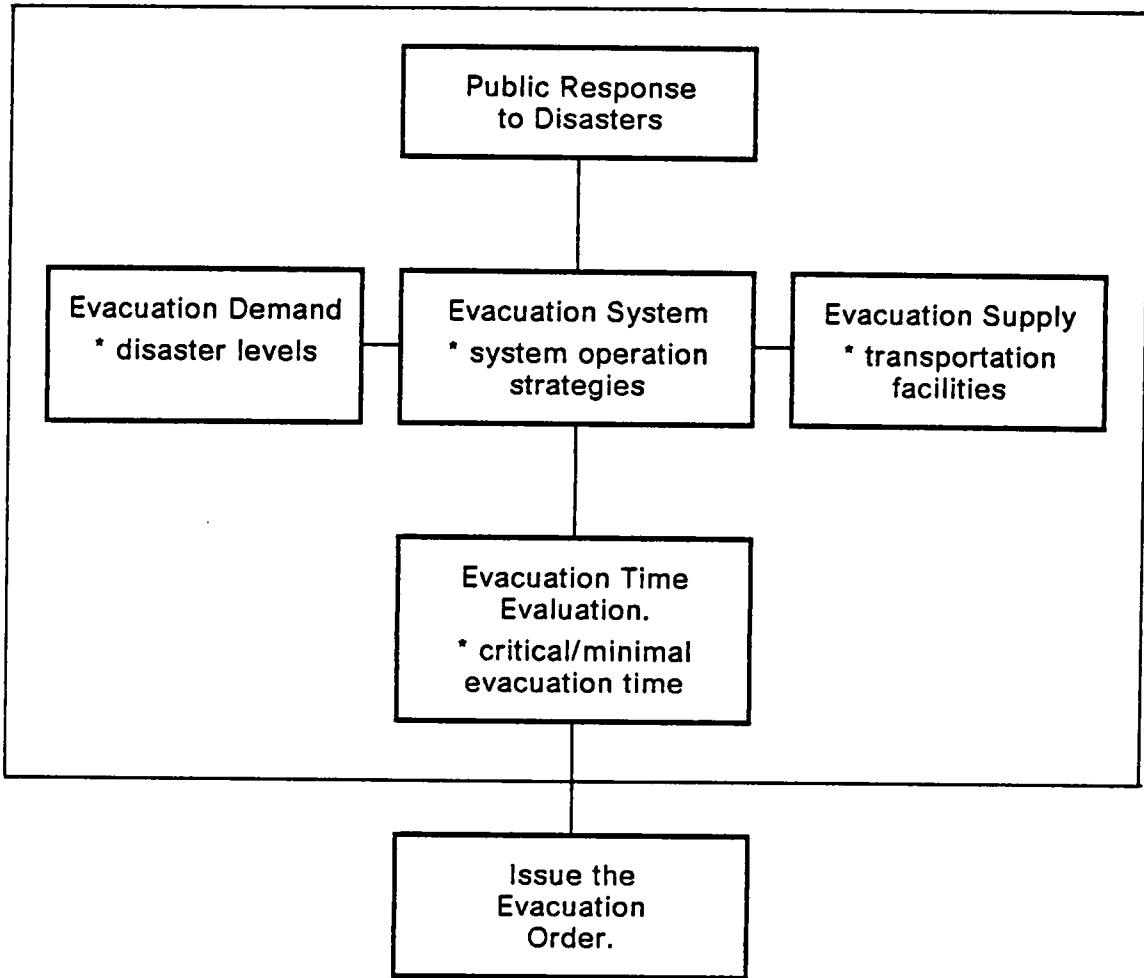 Public Response
to Disasters
Evacuation Demand
* disaster levels
Evacuation System
* system operation
strategies
Evacuation Supply
* transportation
facilities
Evacuation Time
Evaluation.
* critical/minimal
evacuation time
Issue the
Evacuation
Order.